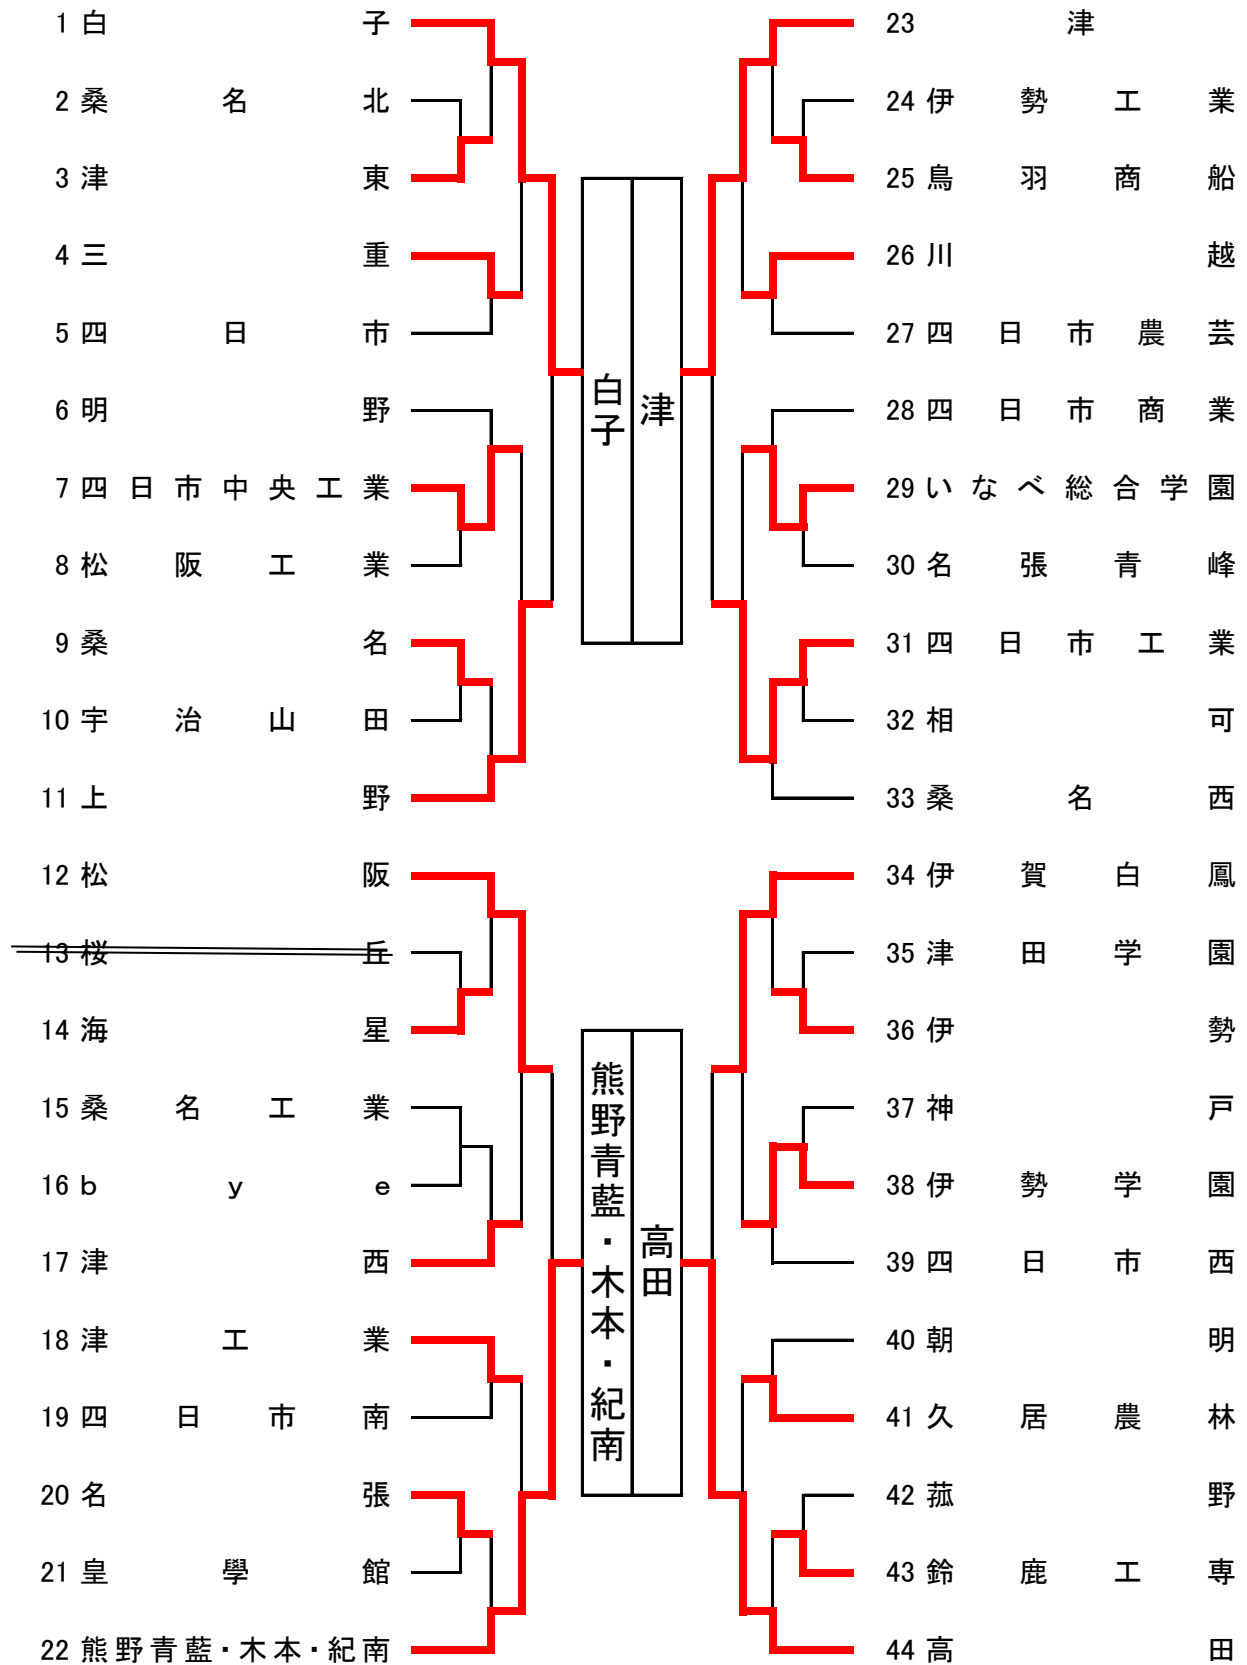 1 白子
2 桑名北
3 津東
4 三重
5 四日市
6 明野
7 四日市中央工業
8 松阪工業
9 桑名
10 宇治山田
11 上野
12 松阪
13 桜丘
14 海星
15 桑名工業
16 bye
17 津西
18 津工業
19 四日市南
20 名張
21 皇學館
22 熊野青藍・木本・紀南
白子
津
熊野青藍・木本・紀南
高田
23 津
24 伊勢工業
25 鳥羽商船
26 川越
27 四日市農芸
28 四日市商業
29 いなべ総合学園
30 名張青峰
31 四日市工業
32 相可
33 桑名西
34 伊賀白鳳
35 津田学園
36 伊勢
37 神戸
38 伊勢学園
39 四日市西
40 朝明
41 久居農林
42 菰野
43 鈴鹿工専
44 高田